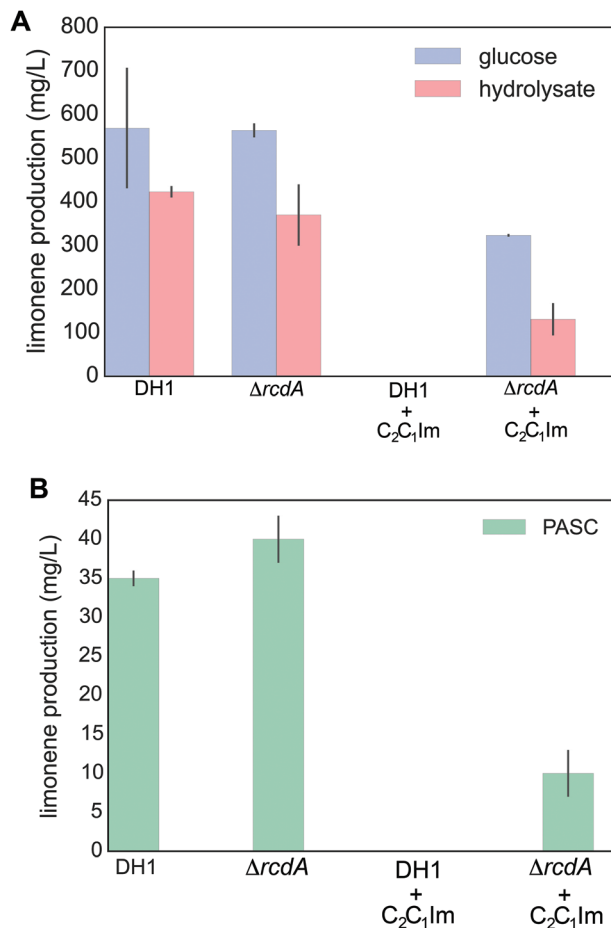 A
limonene production (mg/L)
800
700
600
500
400
300
200
100
0
glucose
hydrolysate
DH1
ΔrcdA
DH1
+
C₂C₁Im
ΔrcdA
+
C₂C₁Im
B
limonene production (mg/L)
45
40
35
30
25
20
15
10
5
0
PASC
DH1
ΔrcdA
DH1
+
C₂C₁Im
ΔrcdA
+
C₂C₁Im